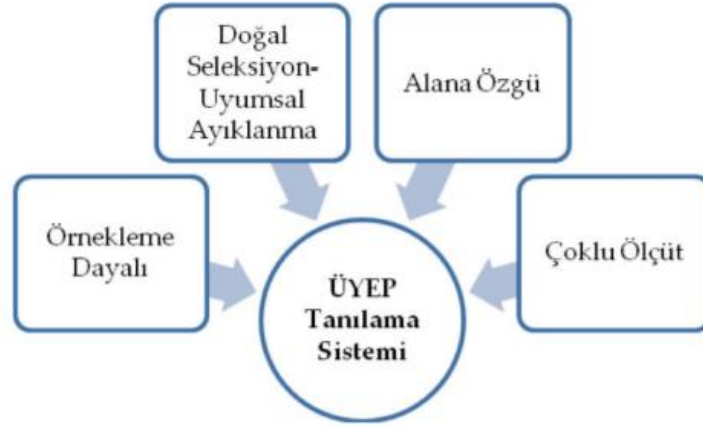 Örnekleme
Dayalı
Doğal
Seleksiyon-
Uyumsal
Ayıklanma
Alana Özgü
Çoklu Ölçüt
ÜYEP
Tanılama
Sistemi